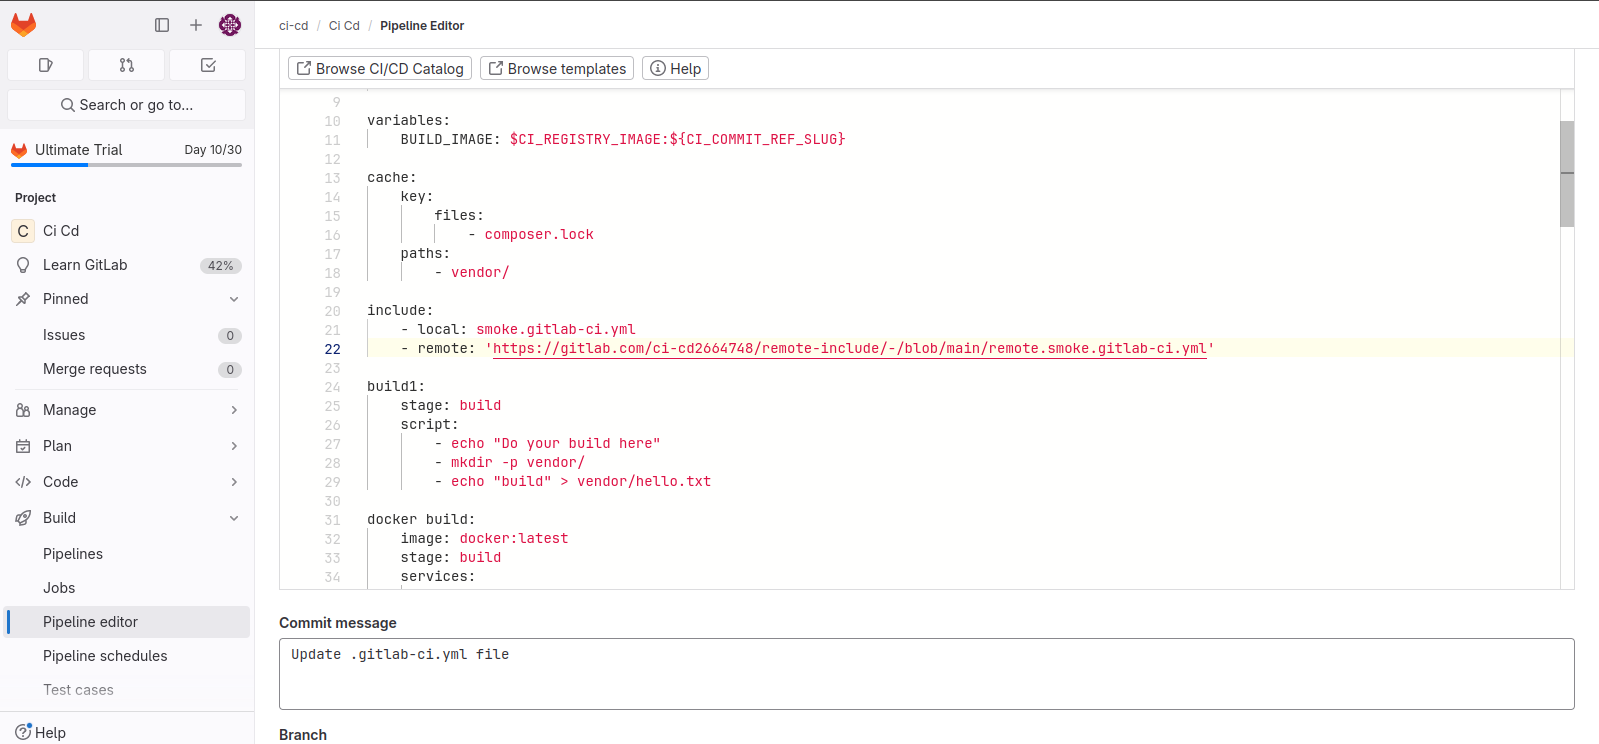 ci-cd / Ci Cd / Pipeline Editor
Browse CI/CD Catalog
Browse templates
Help
Search or go to...
Ultimate Trial
Day 10/30
Project
C Ci Cd
Learn GitLab 42%
Pinned
Issues 0
Merge requests 0
Manage
Plan
Code
Build
Pipelines
Jobs
Pipeline editor
Pipeline schedules
Test cases
Help
9
10 variables:
11 BUILD_IMAGE: $CI_REGISTRY_IMAGE:${CI_COMMIT_REF_SLUG}
12
13 cache:
14 key:
15 files:
16 - composer.lock
17 paths:
18 - vendor/
19
20 include:
21 - local: smoke.gitlab-ci.yml
22 - remote: 'https://gitlab.com/ci-cd2664748/remote-include/-/blob/main/remote.smoke.gitlab-ci.yml'
23
24 build1:
25 stage: build
26 script:
27 - echo "Do your build here"
28 - mkdir -p vendor/
29 - echo "build" > vendor/hello.txt
30
31 docker build:
32 image: docker:latest
33 stage: build
34 services:
Commit message
Update .gitlab-ci.yml file
Branch